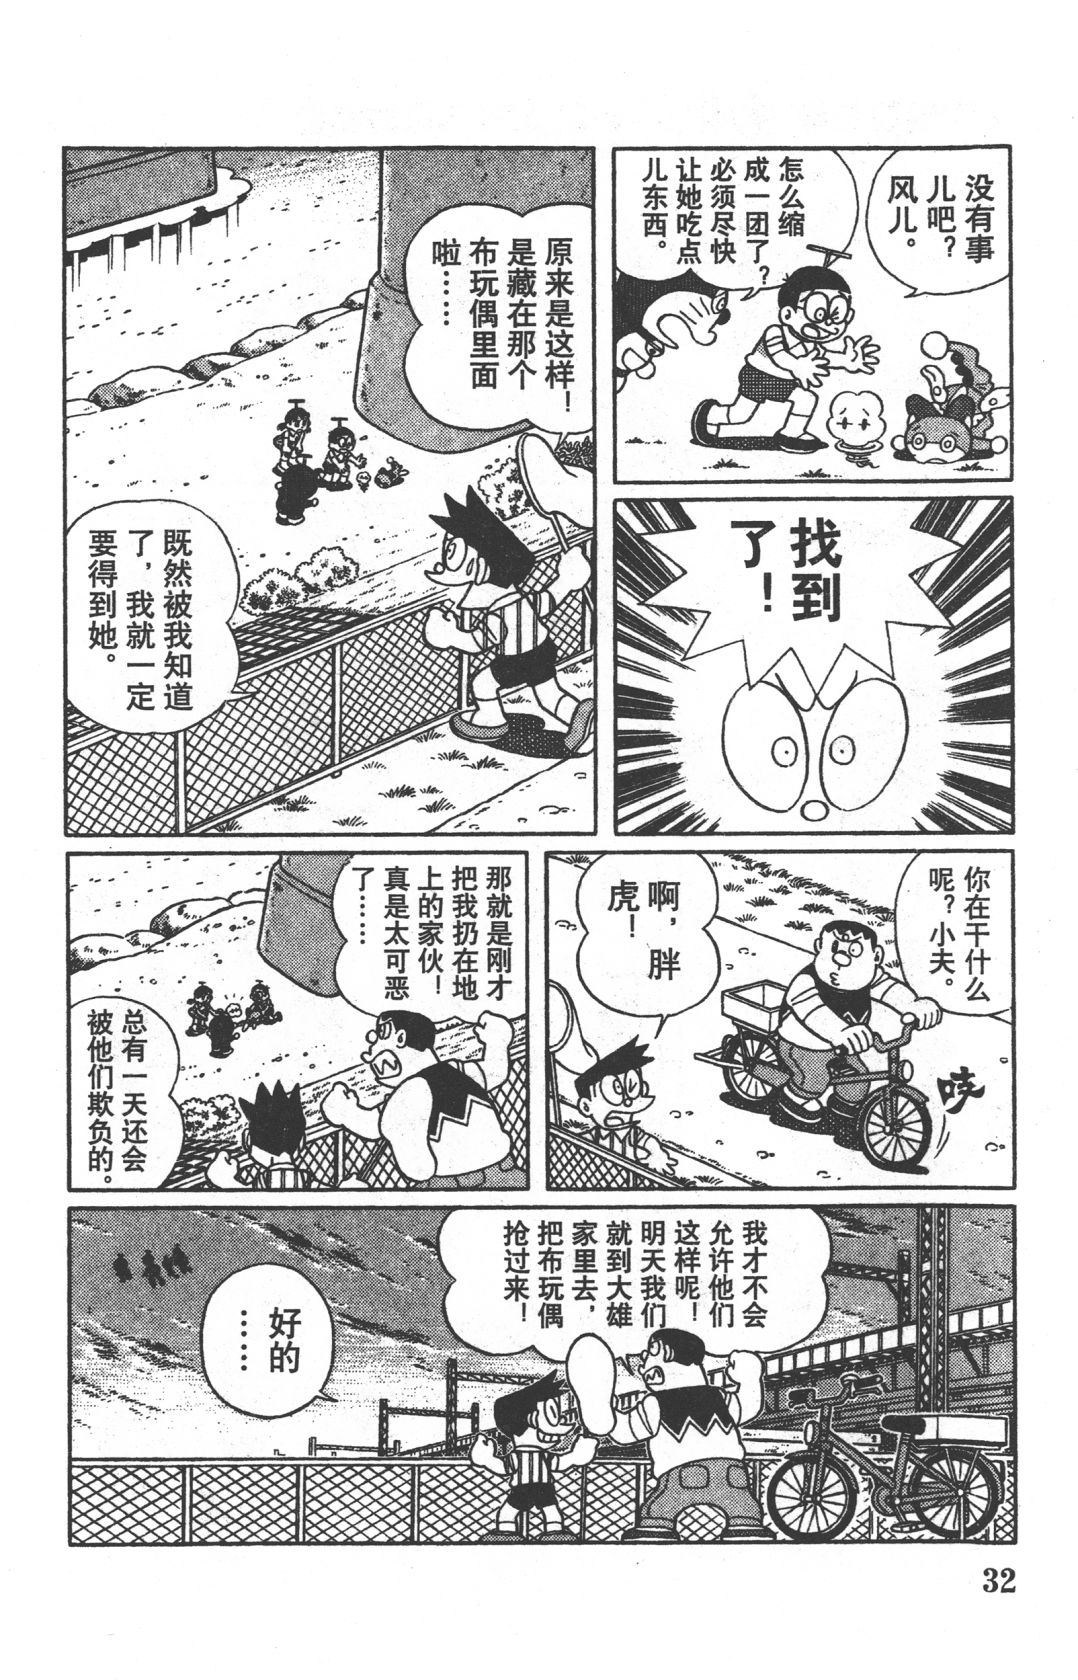 没有事
儿吧？
风儿。
怎么缩
成一团了？
必须尽快
让她吃点
儿东西。
找到
了！
原来是这样！
是藏在那个
布玩偶里面
啦……
既然被我知道
了，我就一定
要得到她。
你在干什么
呢？小夫。
吱
啊，胖
虎！
那就是刚才
把我扔在地
上的家伙！
真是太可恶
了……
总有一天还会
被他们欺负的。
我才不会
允许他们
这样呢！
明天我们
就到大雄
家里去，
把布玩偶
抢过来！
好的
……
32